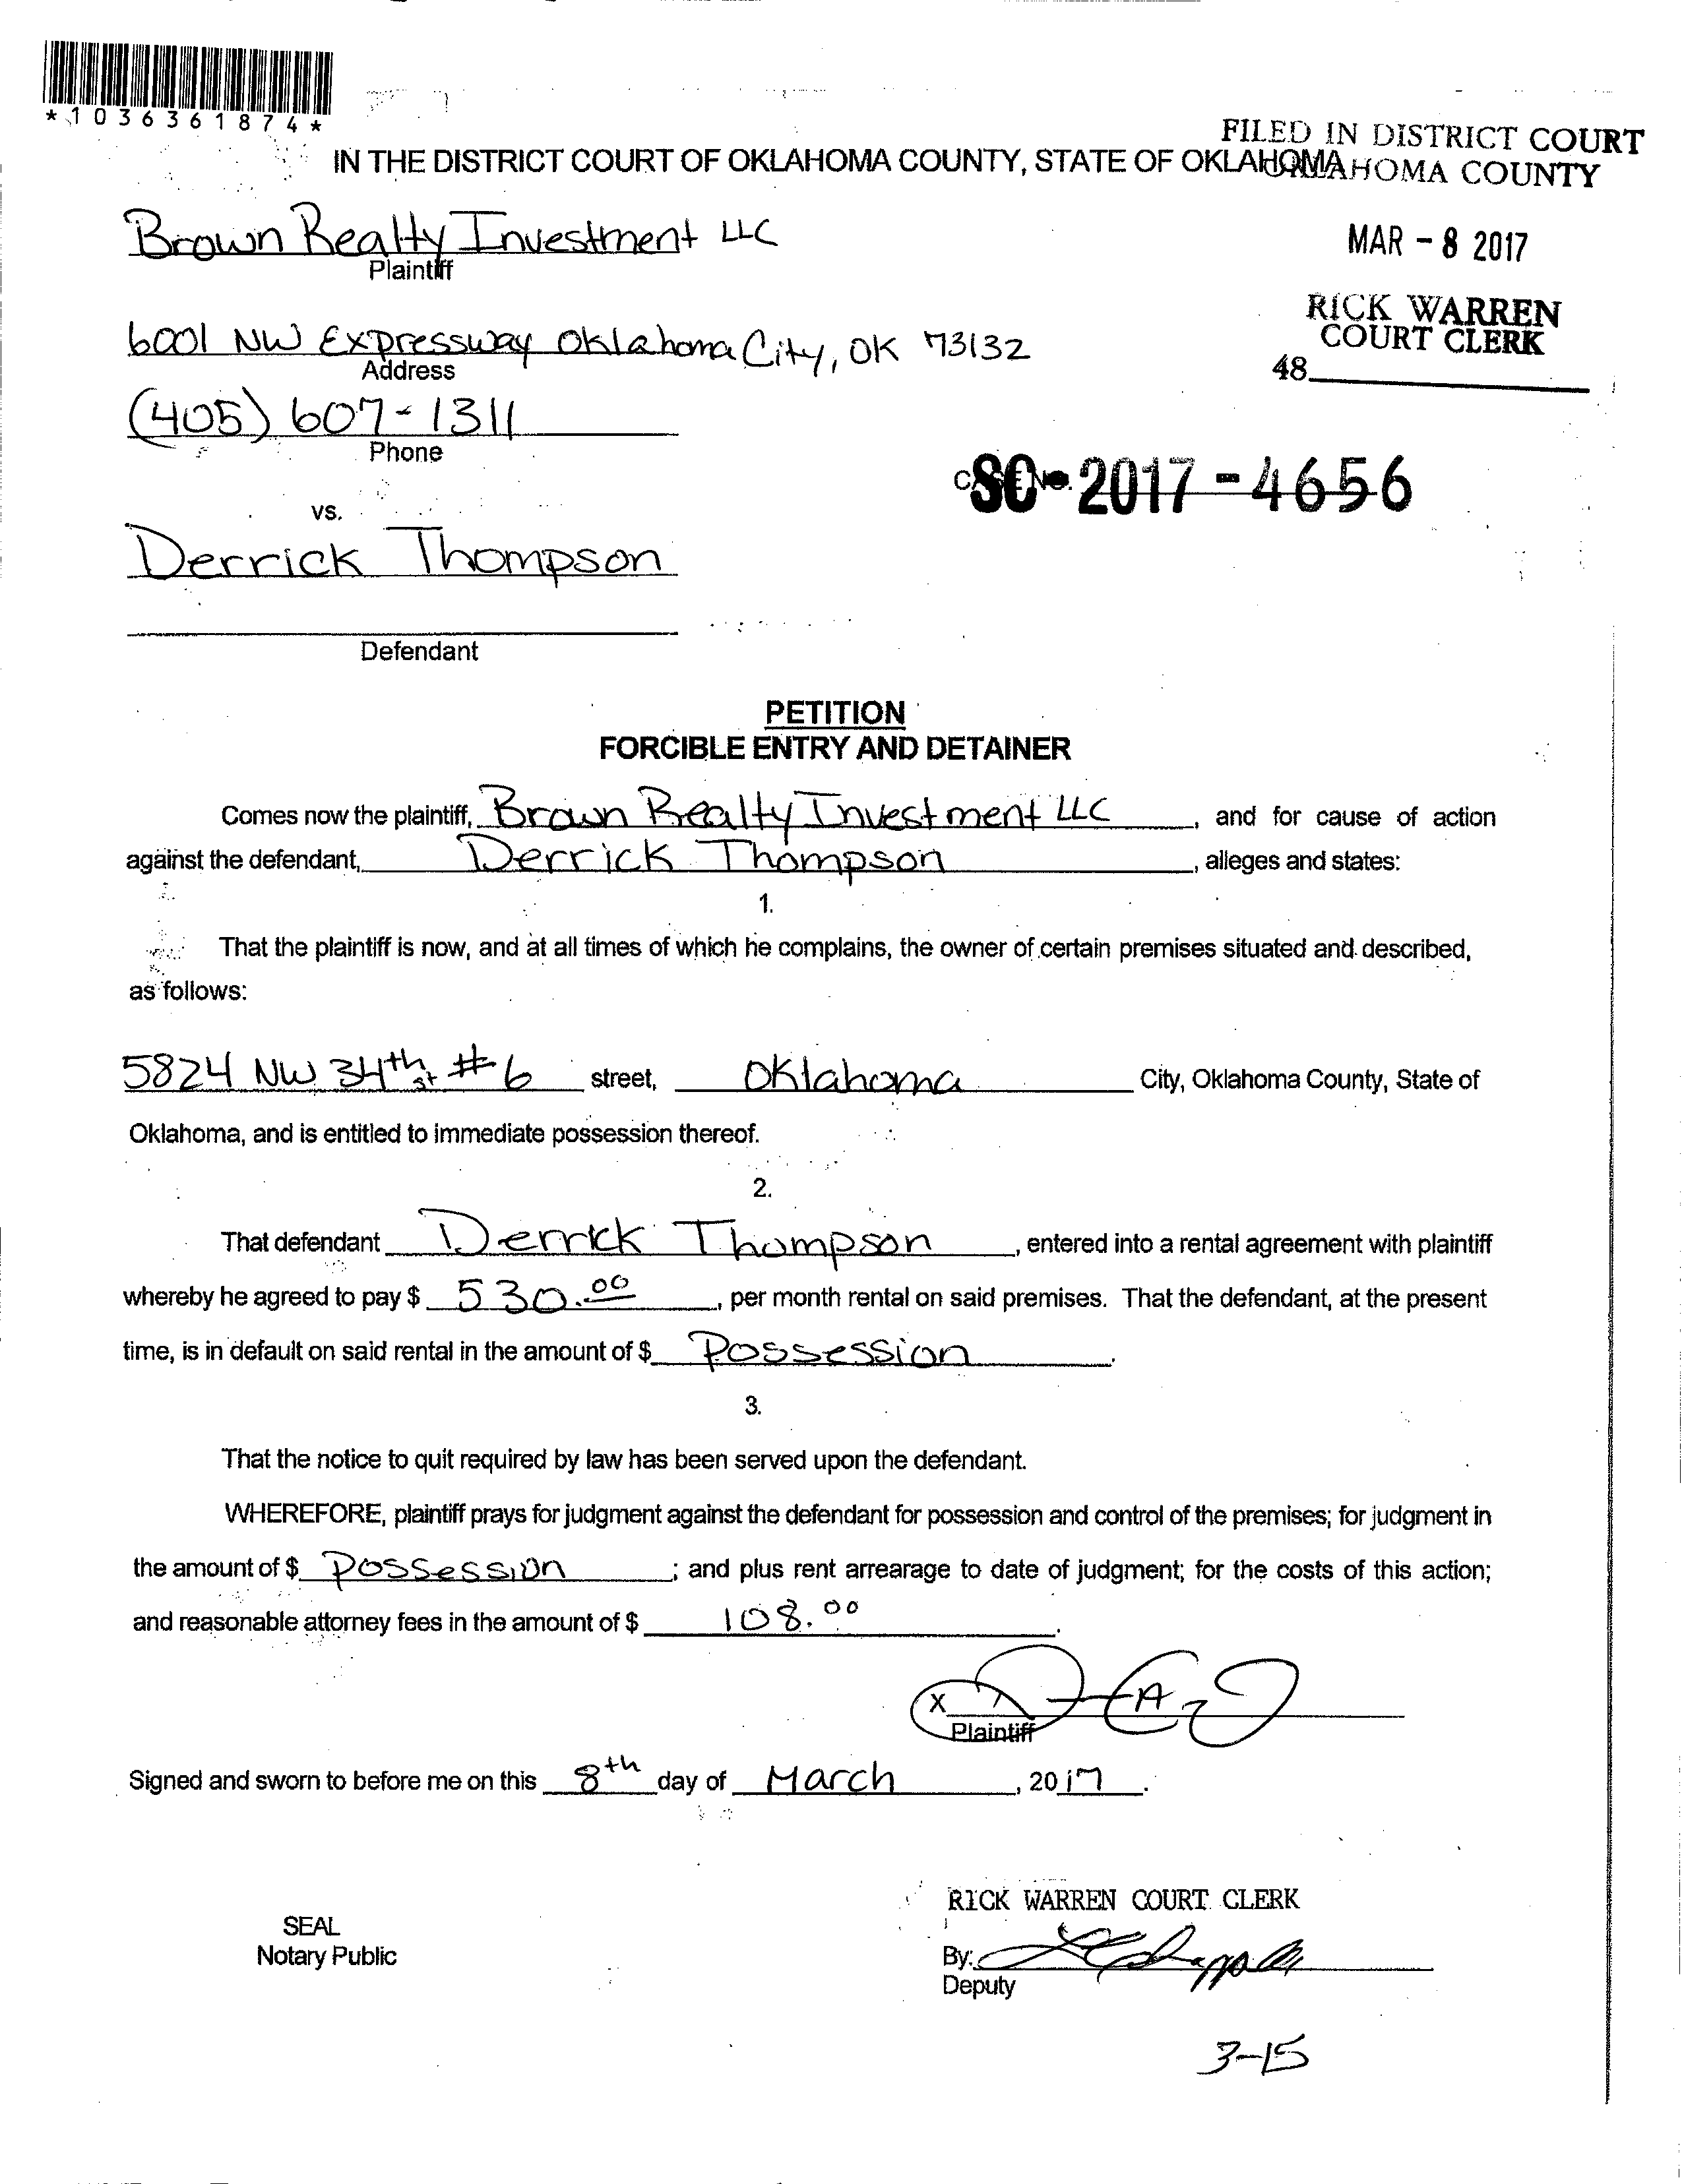 *1036361874*
FILED IN DISTRICT COURT
IN THE DISTRICT COURT OF OKLAHOMA COUNTY, STATE OF OKLAHOMA
OKLAHOMA COUNTY
Brown Realty Investment LLC
Plaintiff
MAR - 8 2017
RICK WARREN
COURT CLERK
48
6001 NW Expressway Oklahoma City, OK 73132
Address
(405) 607-1311
Phone
CASE NO. SC-2017-4656
vs.
Derrick Thompson
Defendant
PETITION
FORCIBLE ENTRY AND DETAINER
Comes now the plaintiff, Brown Realty Investment LLC, and for cause of action
against the defendant, Derrick Thompson, alleges and states:
1.
That the plaintiff is now, and at all times of which he complains, the owner of certain premises situated and described,
as follows:
5824 NW 34th st #6 street, Oklahoma City, Oklahoma County, State of
Oklahoma, and is entitled to immediate possession thereof.
2.
That defendant Derrick Thompson, entered into a rental agreement with plaintiff
whereby he agreed to pay $ 530.00, per month rental on said premises. That the defendant, at the present
time, is in default on said rental in the amount of $ Possession.
3.
That the notice to quit required by law has been served upon the defendant.
WHEREFORE, plaintiff prays for judgment against the defendant for possession and control of the premises; for judgment in
the amount of $ Possession; and plus rent arrearage to date of judgment; for the costs of this action;
and reasonable attorney fees in the amount of $ 108.00.
X
Plaintiff
Signed and sworn to before me on this 8th day of March, 2017.
RICK WARREN COURT CLERK
SEAL
Notary Public
By:
Deputy
3-15